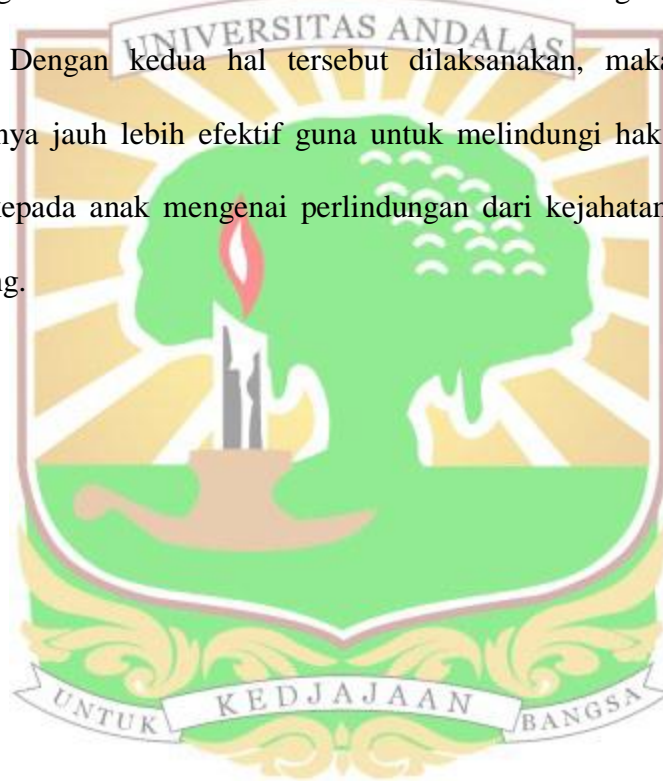 UNIVERSITAS ANDALAS
Dengan kedua hal tersebut dilaksanakan, maka
nya jauh lebih efektif guna untuk melindungi hak
kepada anak mengenai perlindungan dari kejahatan
ng.
UNTUK KEDJAJAAN BANGSA